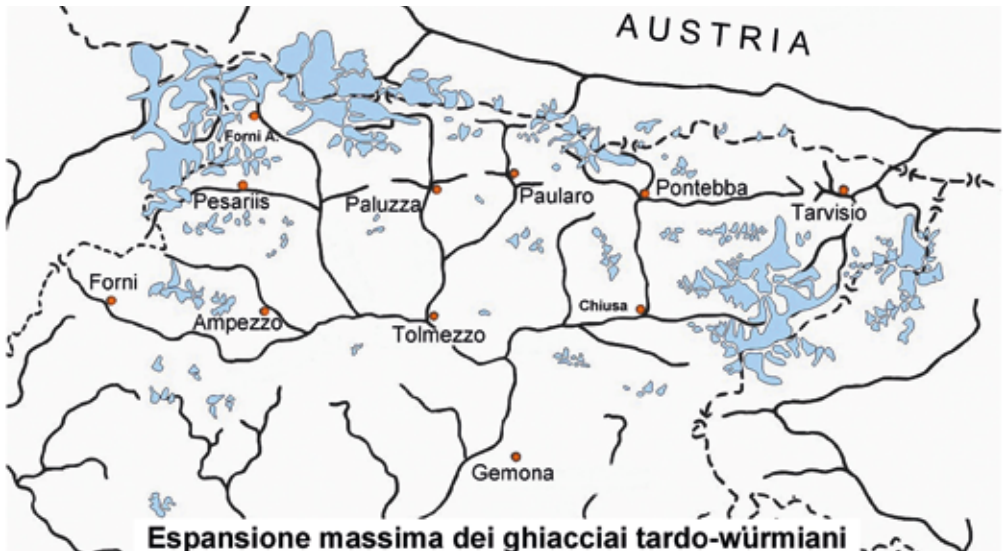 AUSTRIA
Forni A.
Pesariis
Paluzza
Paularo
Pontebba
Tarvisio
Forni
Ampezzo
Tolmezzo
Chiusa
Gemona
Espansione massima dei ghiacciai tardo-würmiani